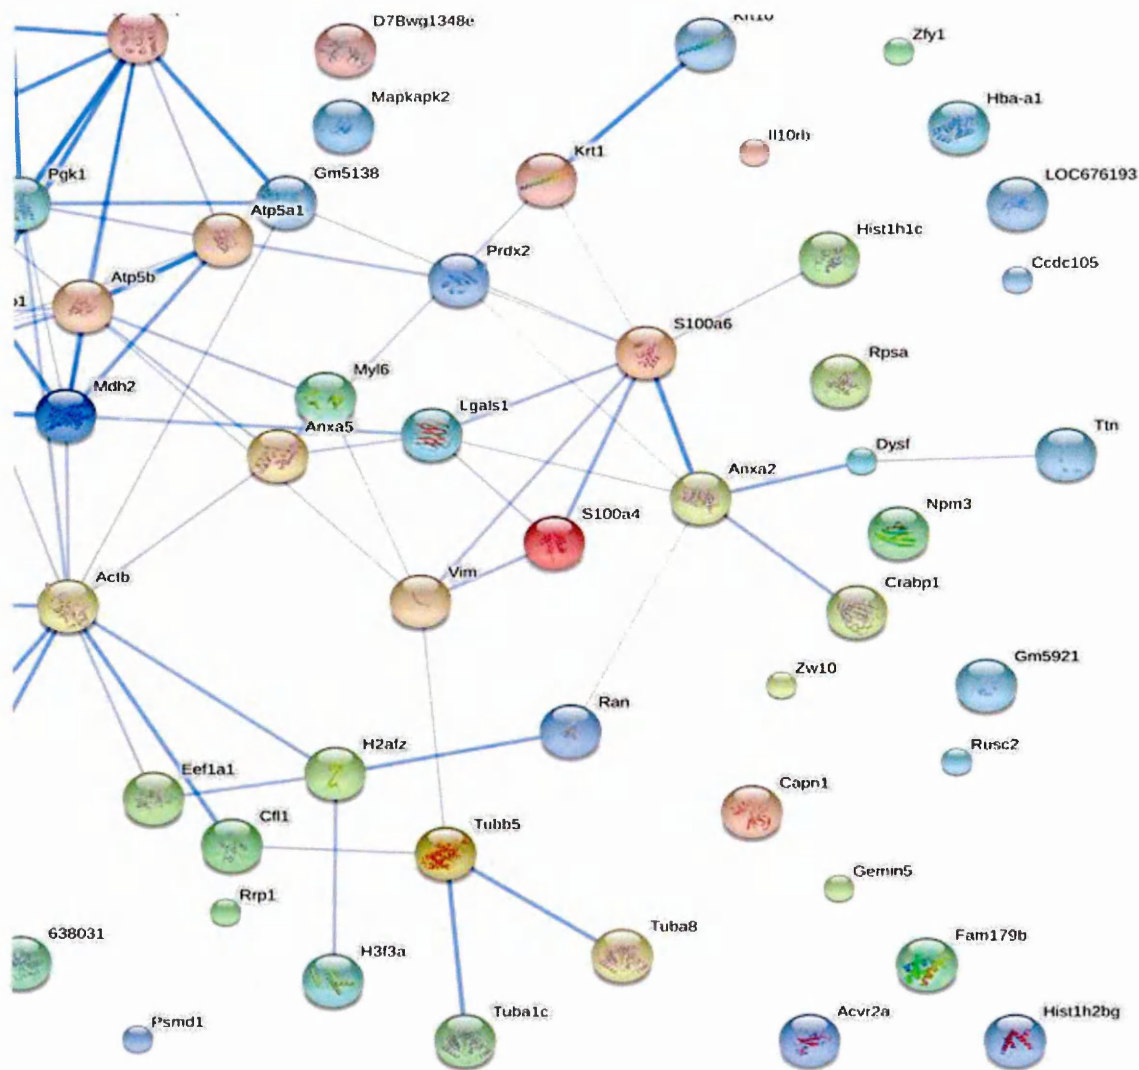 D7Bwg1348e
Krt10
Zfy1
Mapkapk2
Hba-a1
Il10rb
Krt1
Pgk1
Gm5138
LOC676193
Atp5a1
Hist1h1c
Prdx2
Ccdc105
Atp5b
S100a6
Rpsa
Myl6
Mdh2
Lgals1
Anxa5
Ttn
Dysf
Anxa2
Npm3
S100a4
Actb
Vim
Crabp1
Zw10
Gm5921
Ran
H2afz
Rusc2
Eef1a1
Capn1
Cfl1
Tubb5
Gemin5
Rrp1
Tuba8
638031
H3f3a
Fam179b
Psmd1
Tuba1c
Acvr2a
Hist1h2bg